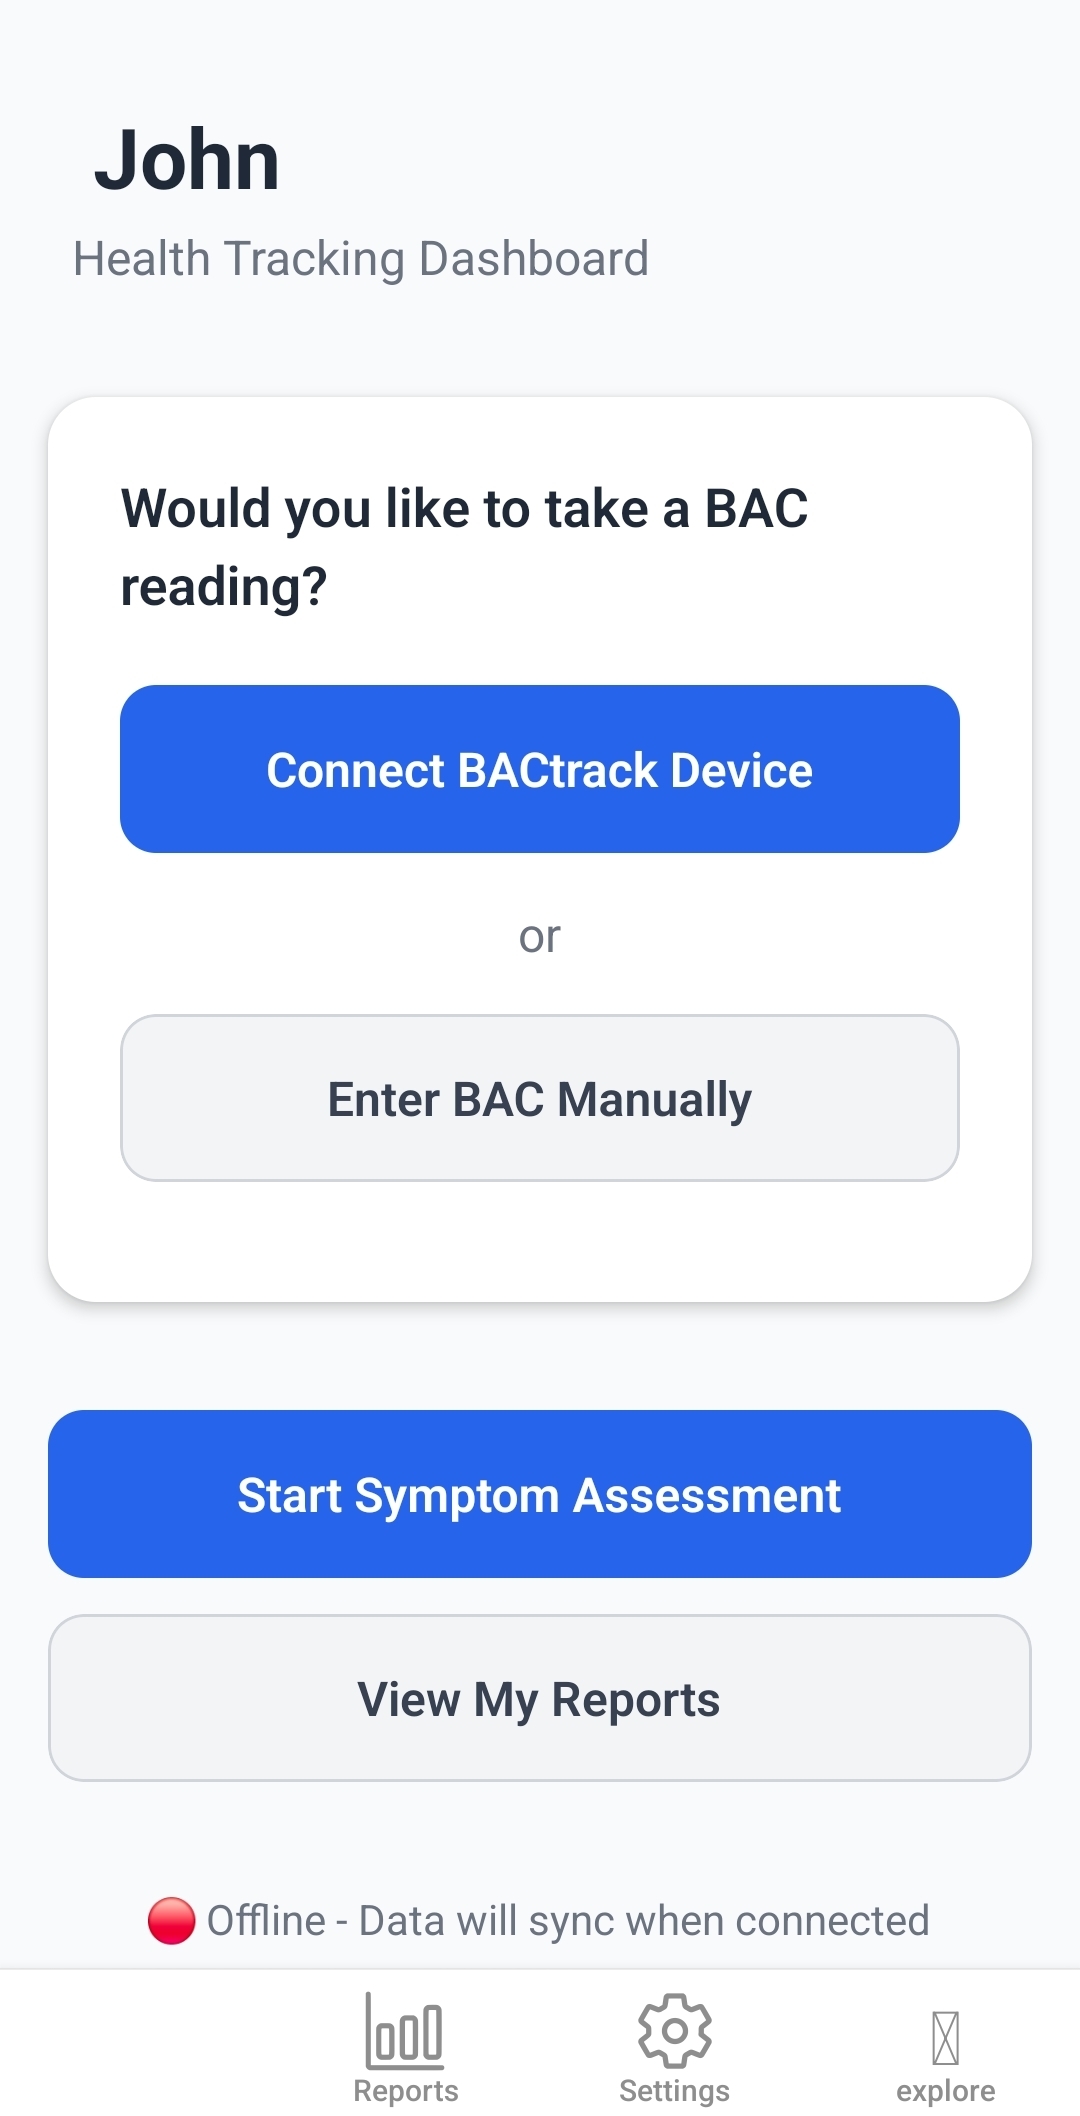 John
Health Tracking Dashboard
Would you like to take a BAC
reading?
Connect BACtrack Device
or
Enter BAC Manually
Start Symptom Assessment
View My Reports
Offline - Data will sync when connected
Reports
Settings
explore